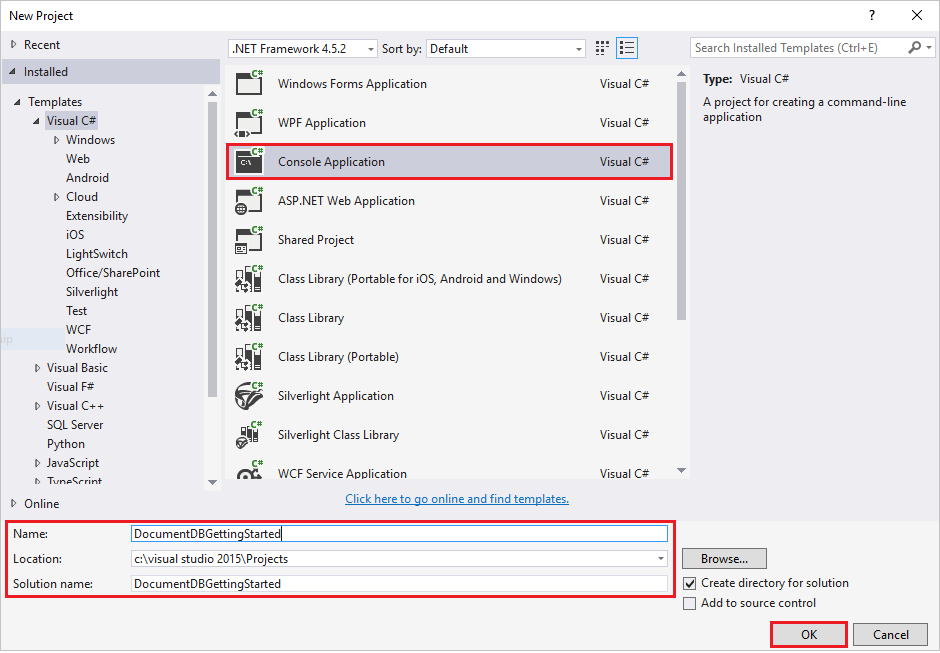 New Project
?
Recent
.NET Framework 4.5.2 Sort by: Default
Search Installed Templates (Ctrl+E)
Installed
Templates
Visual C#
Windows
Web
Android
Cloud
Extensibility
iOS
LightSwitch
Office/SharePoint
Silverlight
Test
WCF
Workflow
Visual Basic
Visual F#
Visual C++
SQL Server
Python
JavaScript
TypeScript
Online
Windows Forms Application Visual C#
WPF Application Visual C#
Console Application Visual C#
ASP.NET Web Application Visual C#
Shared Project Visual C#
Class Library (Portable for iOS, Android and Windows) Visual C#
Class Library Visual C#
Class Library (Portable) Visual C#
Silverlight Application Visual C#
Silverlight Class Library Visual C#
WCF Service Application Visual C#
Click here to go online and find templates.
Type: Visual C#
A project for creating a command-line
application
Name: DocumentDBGettingStarted
Location: c:\visual studio 2015\Projects
Browse...
Solution name: DocumentDBGettingStarted
Create directory for solution
Add to source control
OK Cancel